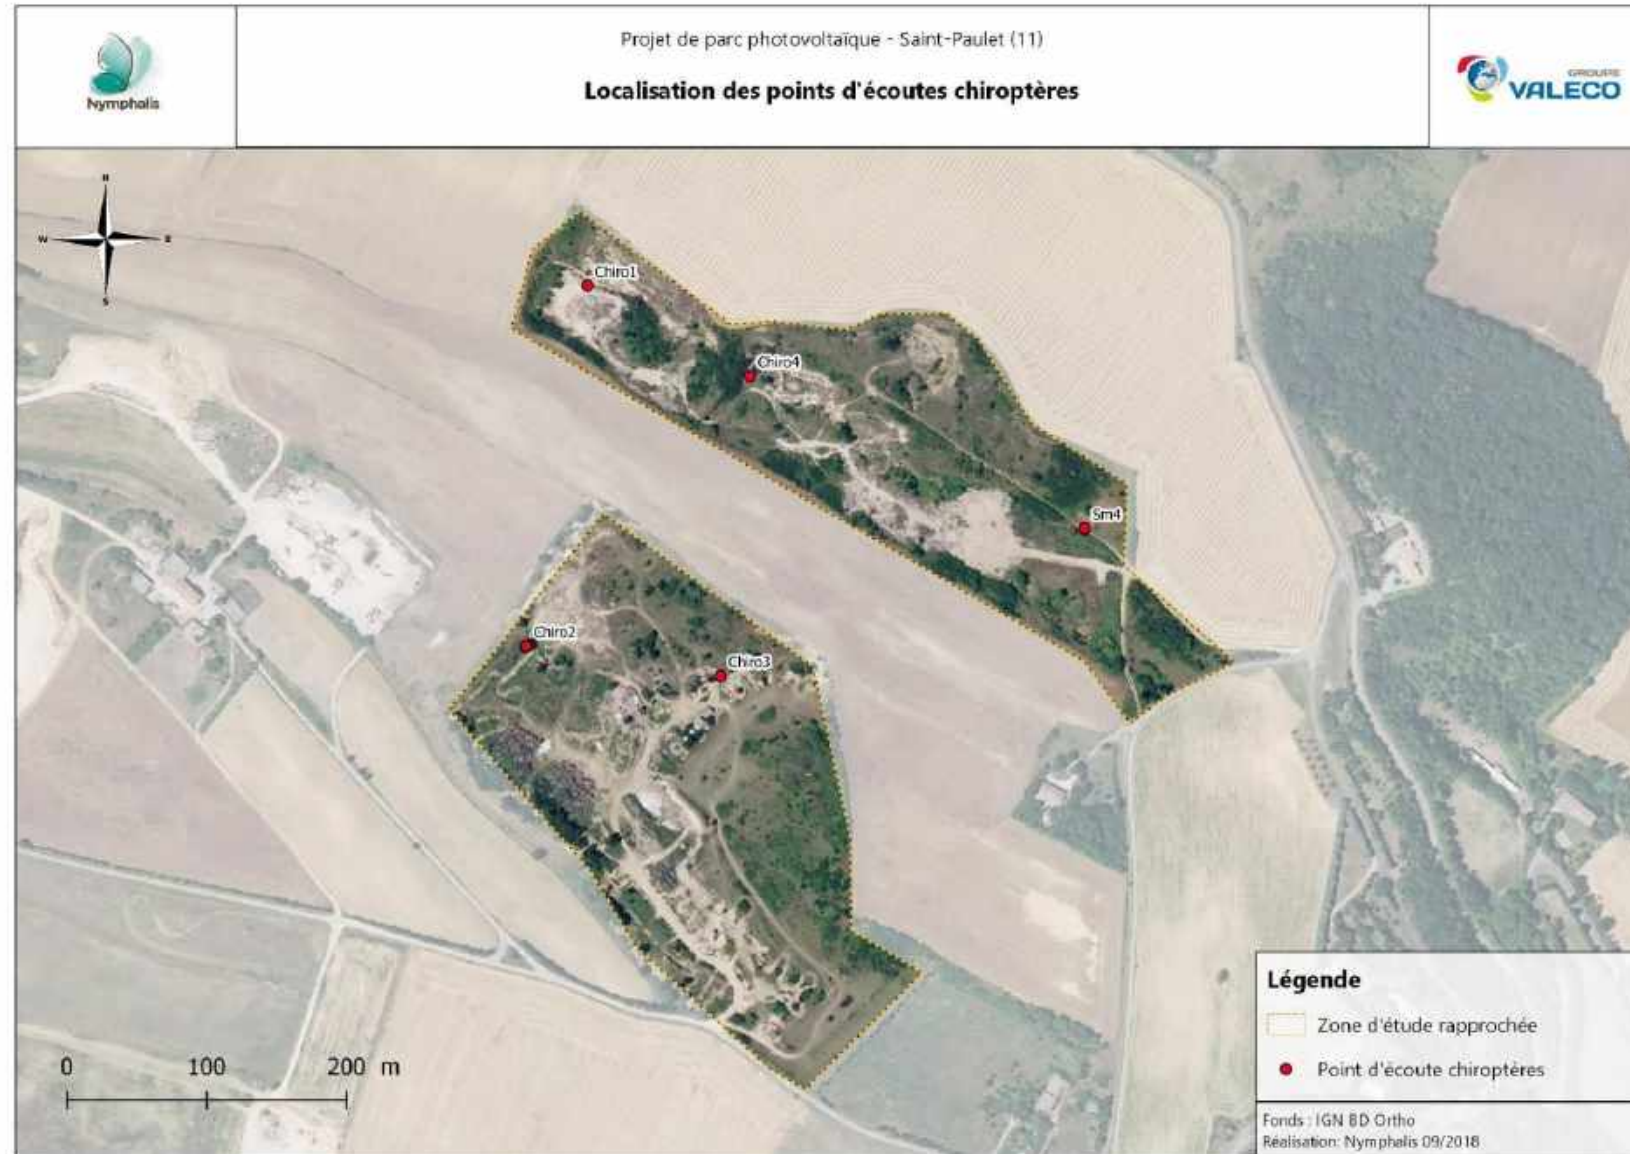 Nymphalis
Projet de parc photovoltaïque - Saint-Paulet (11)
Localisation des points d'écoutes chiroptères
GROUPE
VALECO
N
W
E
S
Chiro1
Chiro4
Sm4
Chiro2
Chiro3
0 100 200 m
Légende
Zone d'étude rapprochée
Point d'écoute chiroptères
Fonds : IGN BD Ortho
Réalisation: Nymphalis 09/2018